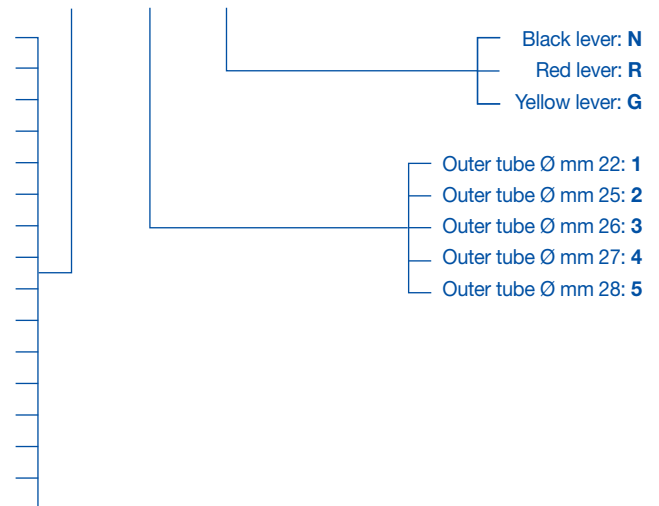 Black lever: N
Red lever: R
Yellow lever: G
Outer tube Ø mm 22: 1
Outer tube Ø mm 25: 2
Outer tube Ø mm 26: 3
Outer tube Ø mm 27: 4
Outer tube Ø mm 28: 5